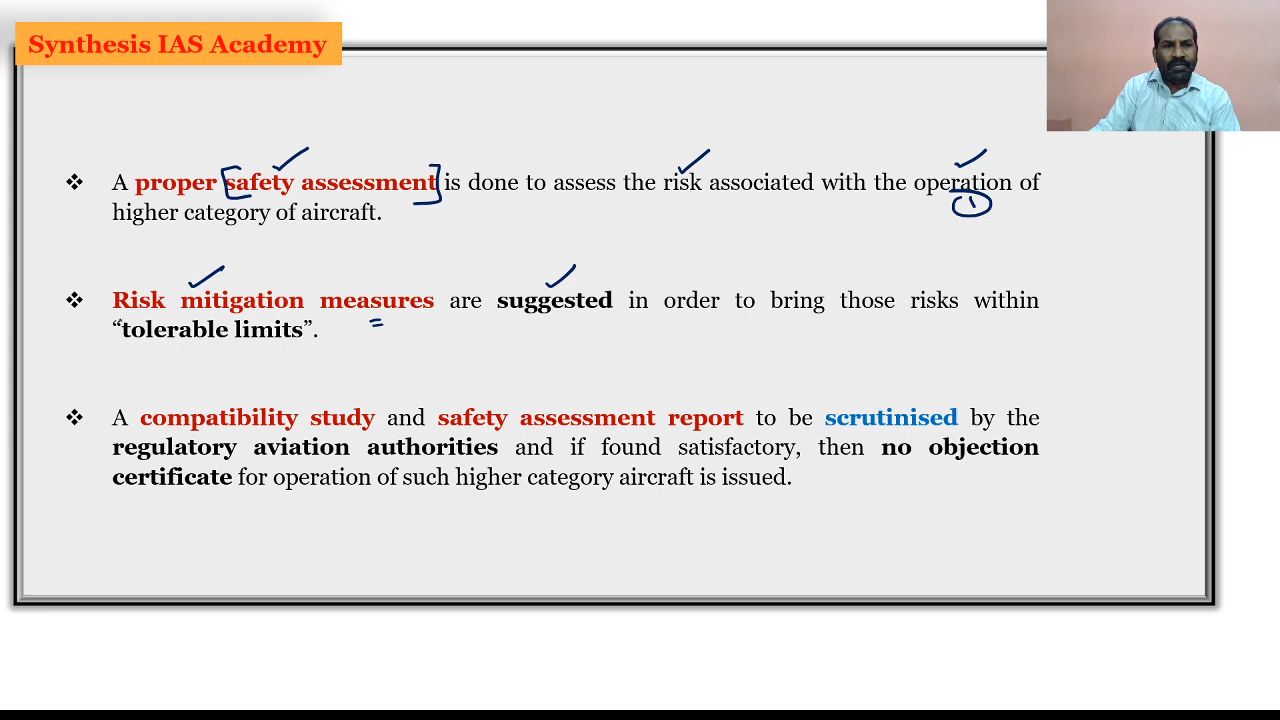 Synthesis IAS Academy
❖ A proper [safety assessment] is done to assess the risk associated with the operation of
higher category of aircraft.
1
❖ Risk mitigation measures are suggested in order to bring those risks within
“tolerable limits”.
❖ A compatibility study and safety assessment report to be scrutinised by the
regulatory aviation authorities and if found satisfactory, then no objection
certificate for operation of such higher category aircraft is issued.